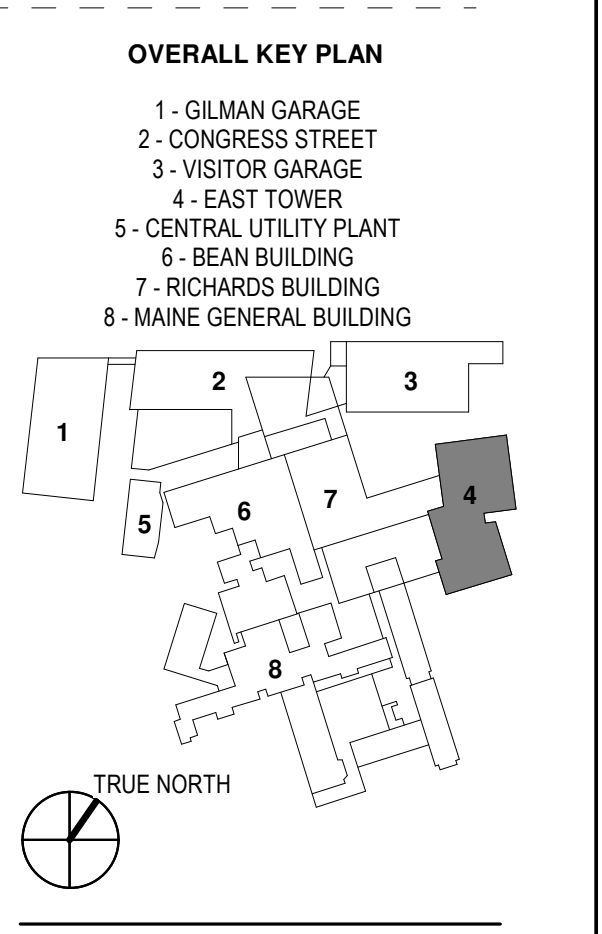 OVERALL KEY PLAN
1 - GILMAN GARAGE
2 - CONGRESS STREET
3 - VISITOR GARAGE
4 - EAST TOWER
5 - CENTRAL UTILITY PLANT
6 - BEAN BUILDING
7 - RICHARDS BUILDING
8 - MAINE GENERAL BUILDING
2
3
1
4
7
6
5
8
TRUE NORTH